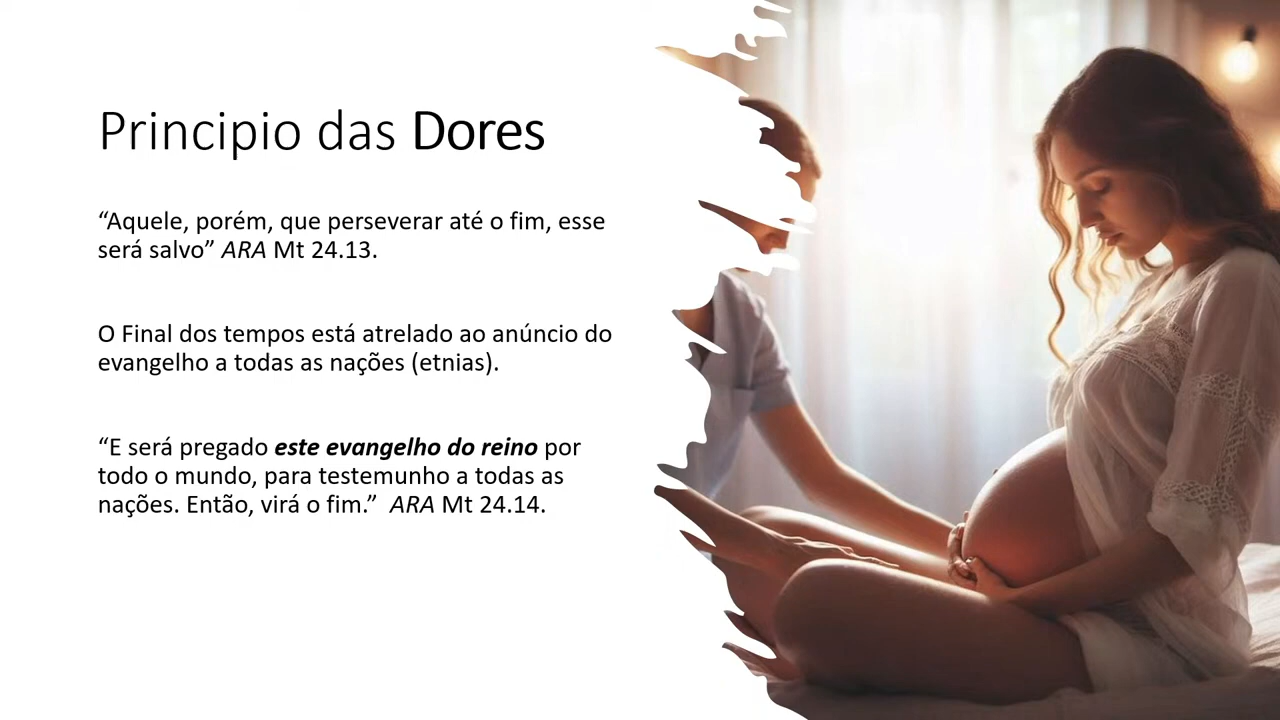 Principio das Dores
“Aquele, porém, que perseverar até o fim, esse
será salvo” ARA Mt 24.13.
O Final dos tempos está atrelado ao anúncio do
evangelho a todas as nações (etnias).
“E será pregado este evangelho do reino por
todo o mundo, para testemunho a todas as
nações. Então, virá o fim.”  ARA Mt 24.14.